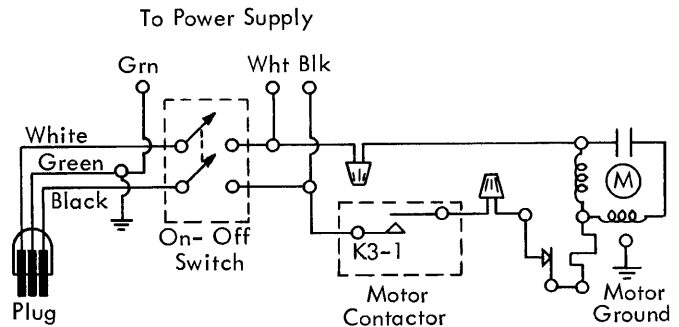 To Power Supply
Grn
Wht Blk
White
Green
Black
On- Off
Switch
K3-1
M
Plug
Motor
Contactor
Motor
Ground